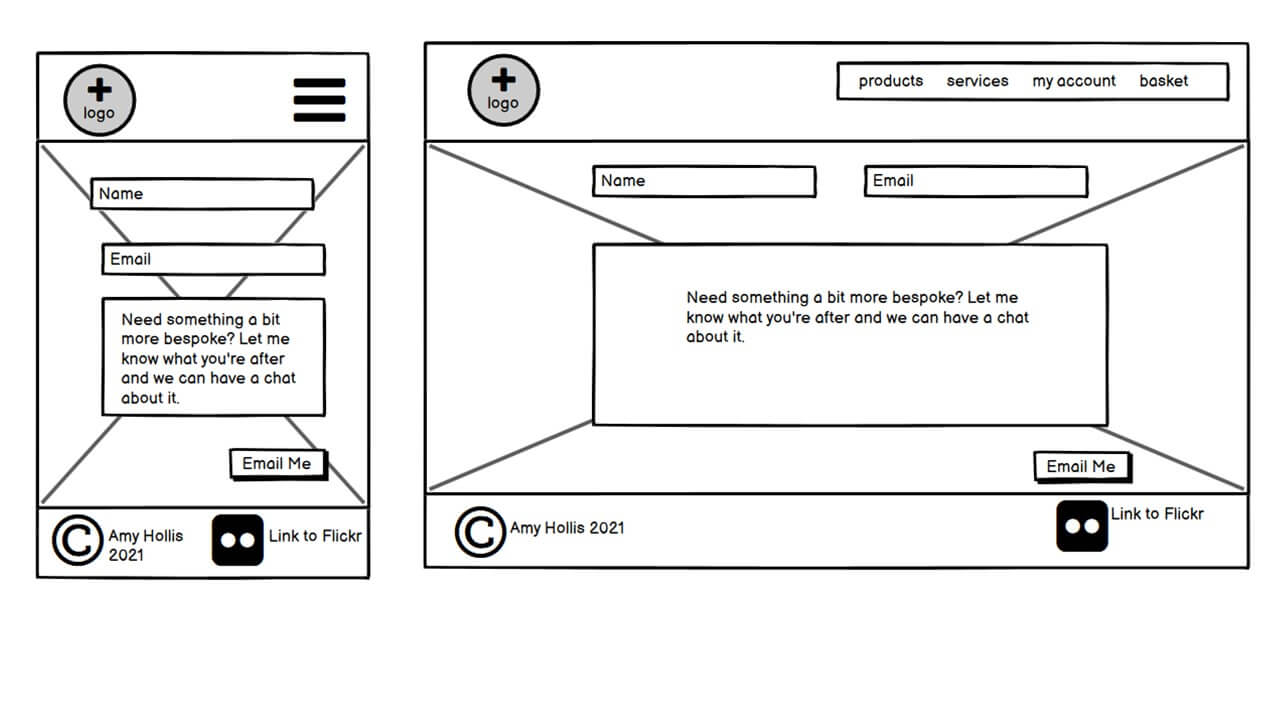 logo
Name
Email
Need something a bit
more bespoke? Let me
know what you're after
and we can have a chat
about it.
Email Me
© Amy Hollis
2021
Link to Flickr
logo
products services my account basket
Name Email
Need something a bit more bespoke? Let me
know what you're after and we can have a chat
about it.
Email Me
© Amy Hollis 2021
Link to Flickr